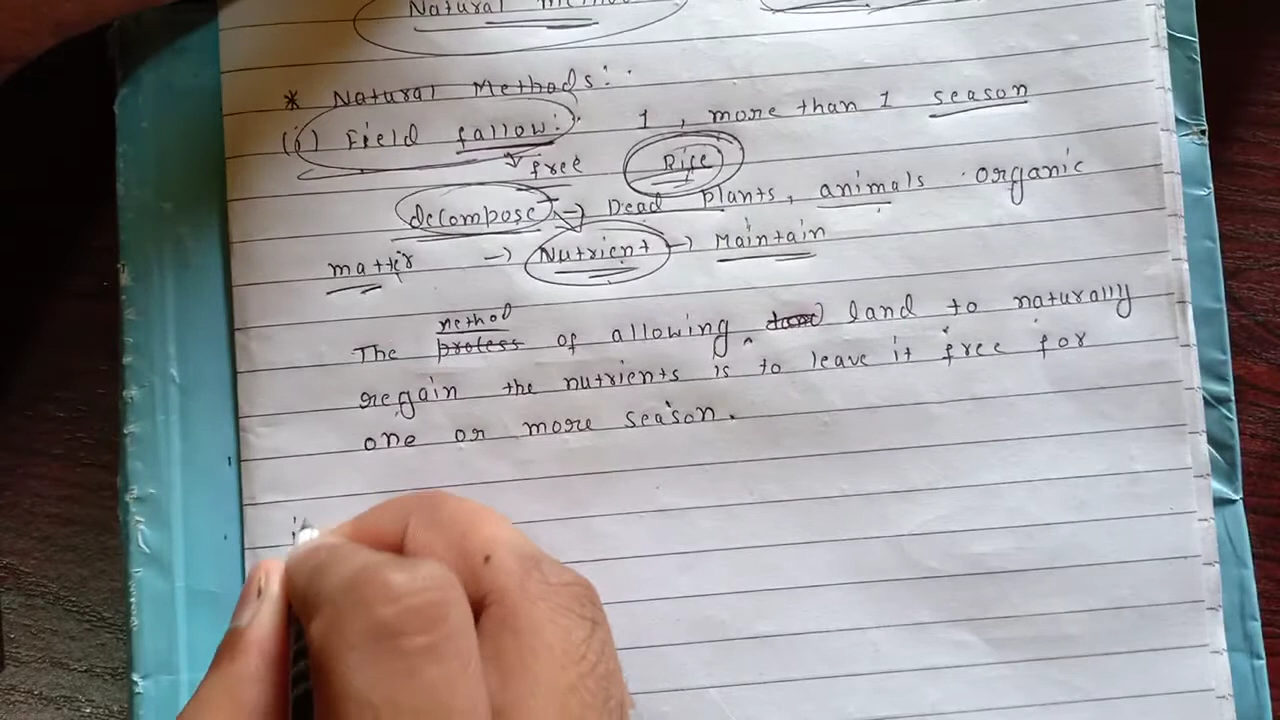 Natural
* Natural Methods:
(i) Field fallow: 1, more than 1 season
free Rice
decompose → Dead plants, animals organic
matter → Nutrient → Maintain
method
The process of allowing land to naturally
regain the nutrients is to leave it free for
one or more season.